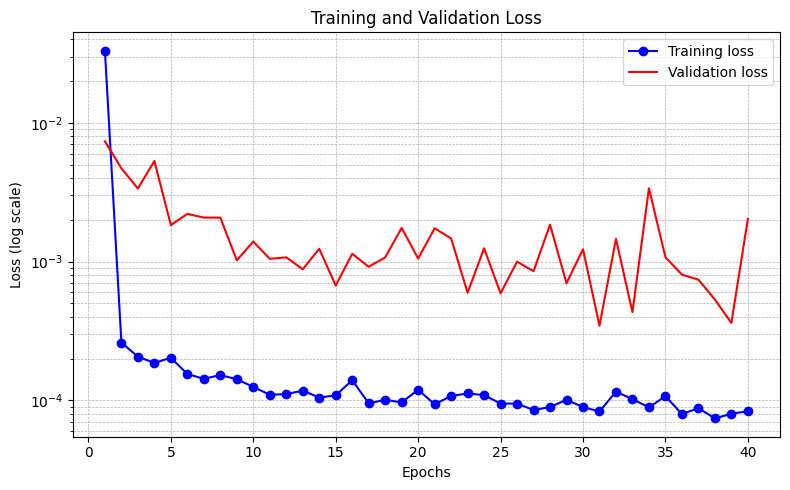 Training and Validation Loss
Training loss
Validation loss
10⁻²
10⁻³
10⁻⁴
Loss (log scale)
0 5 10 15 20 25 30 35 40
Epochs